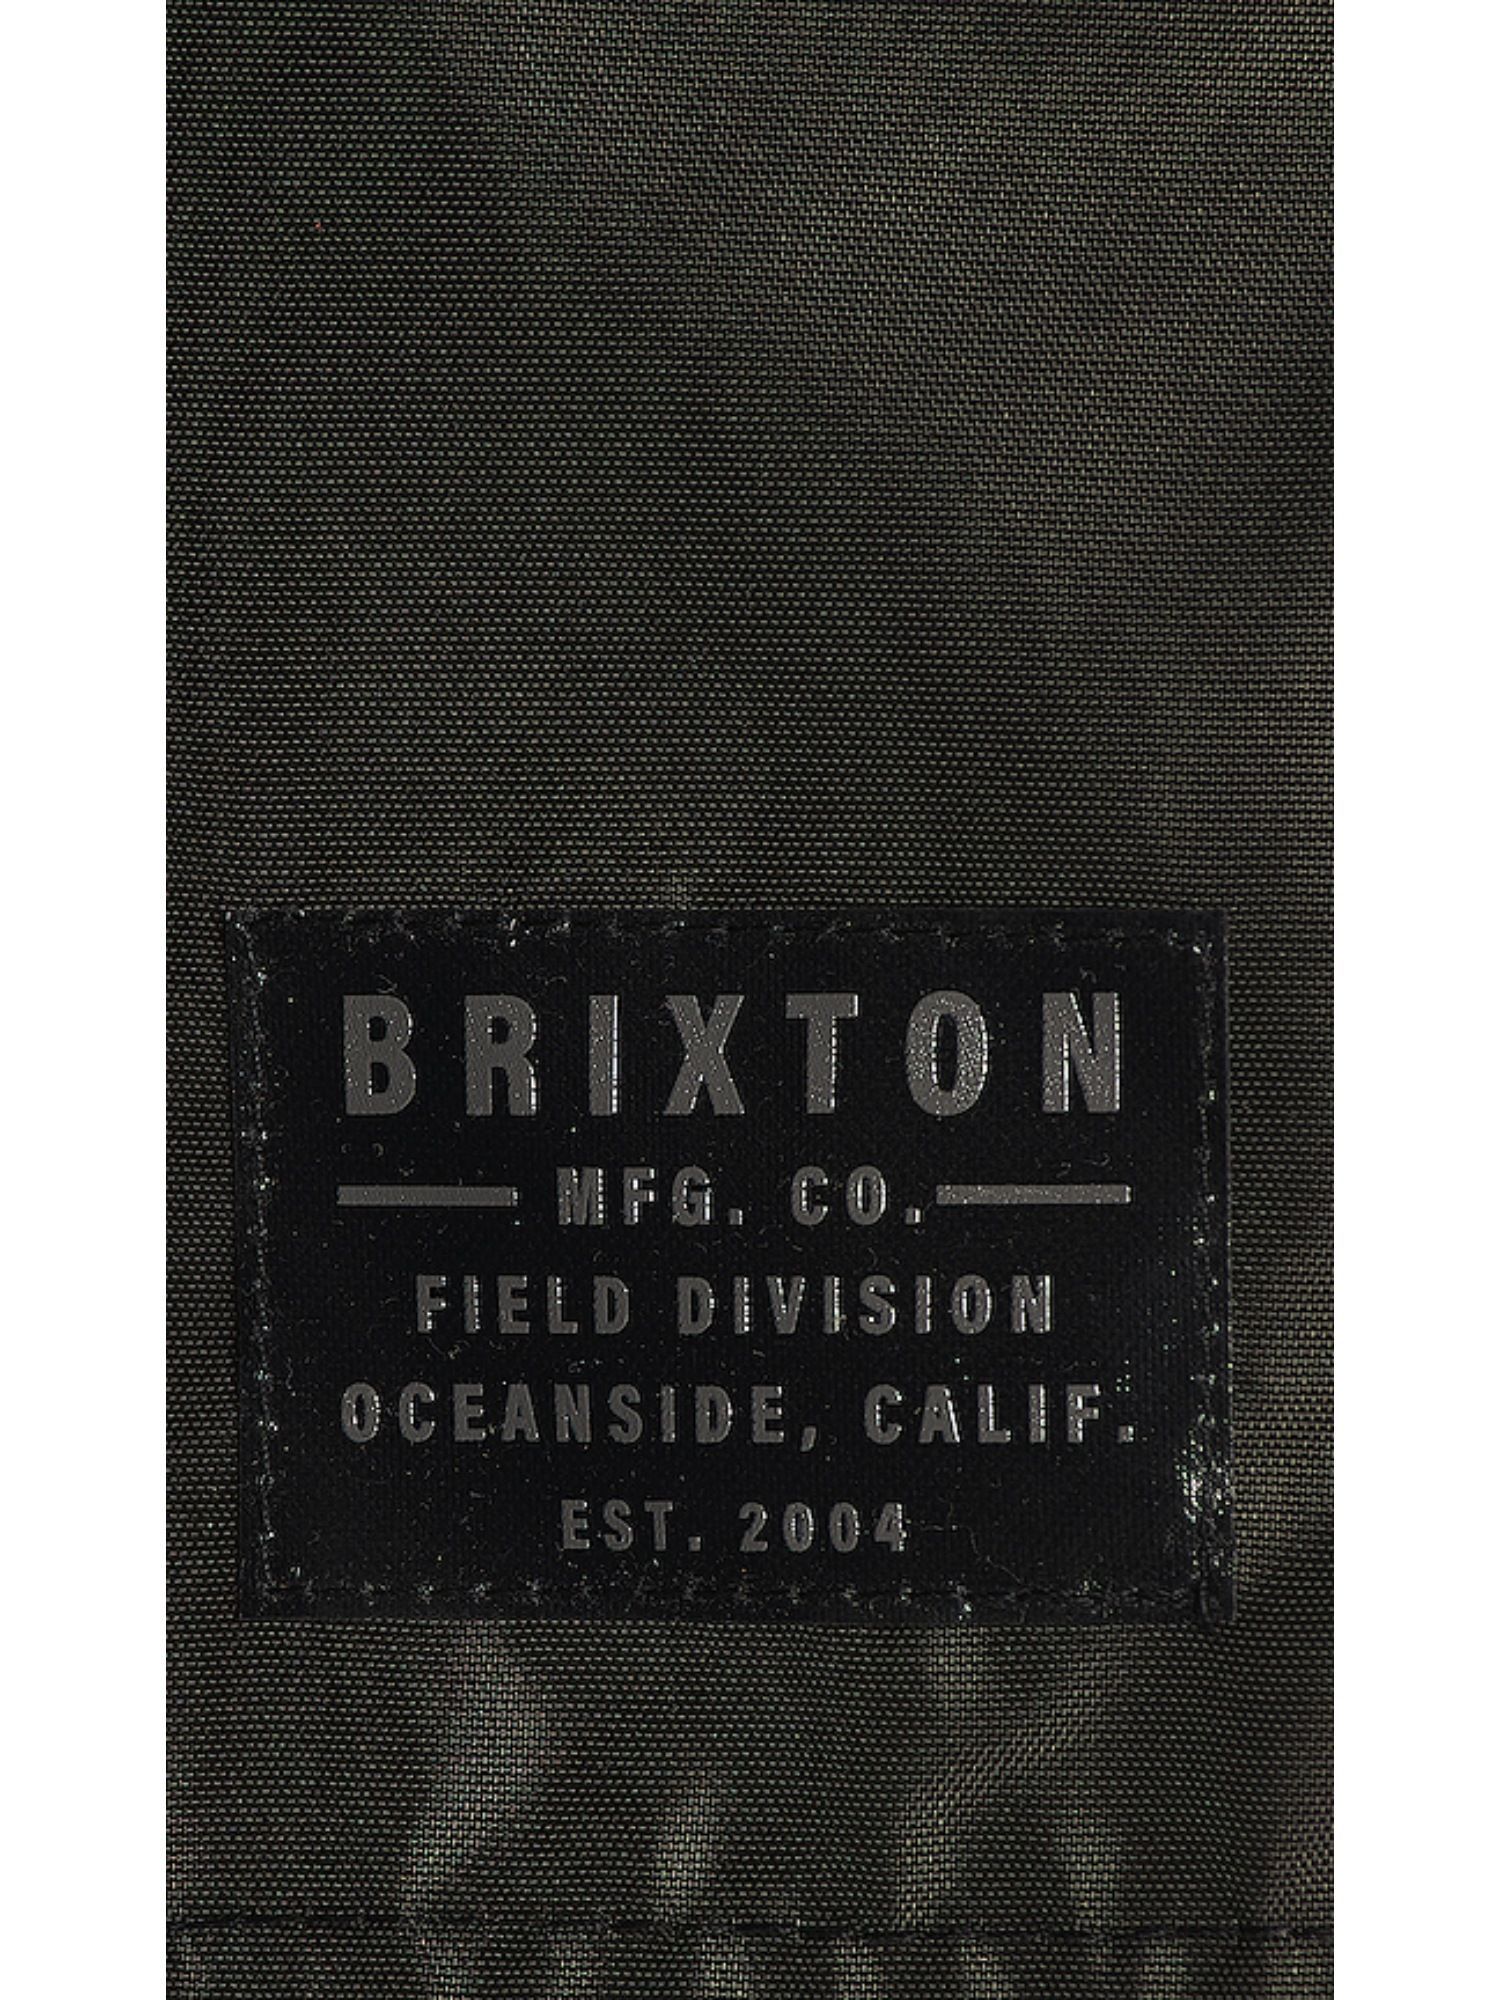 BRIXTON
MFG. CO.
FIELD DIVISION
OCEANSIDE, CALIF.
EST. 2004